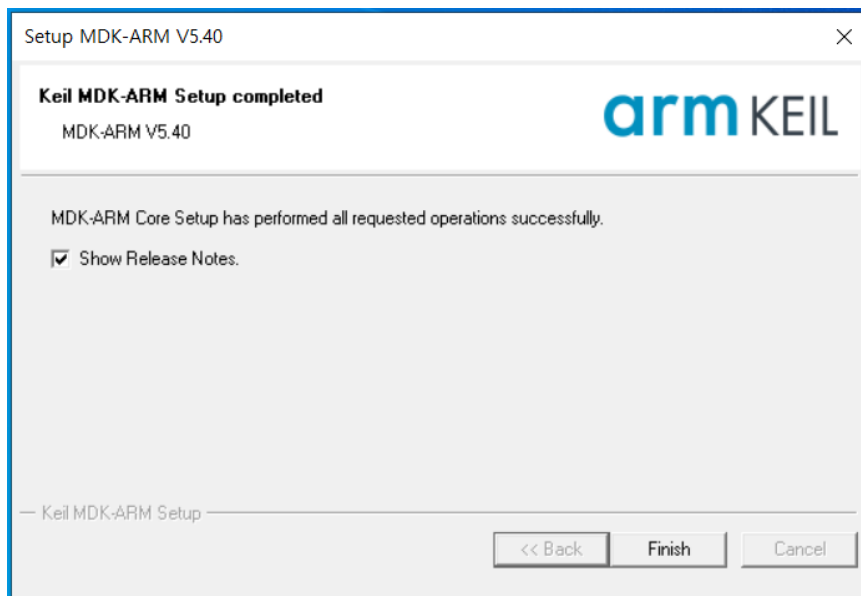 Setup MDK-ARM V5.40
Keil MDK-ARM Setup completed
MDK-ARM V5.40
arm KEIL
MDK-ARM Core Setup has performed all requested operations successfully.
Show Release Notes.
Keil MDK-ARM Setup
<< Back
Finish
Cancel